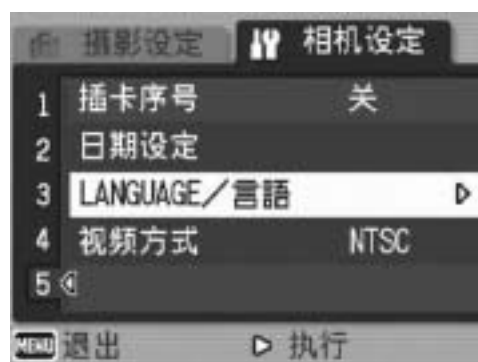 摄影设定 相机设定
1 插卡序号 关
2 日期设定
3 LANGUAGE／言語
4 视频方式 NTSC
5
MENU 退出 执行